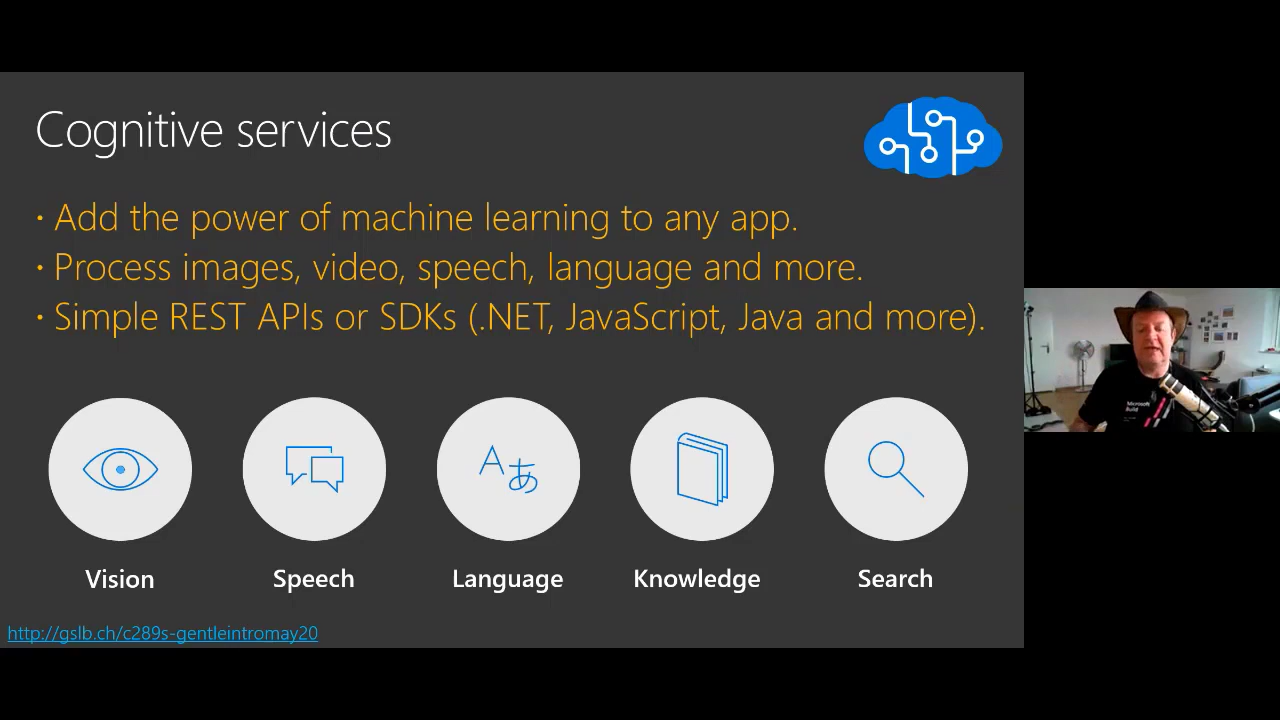 Cognitive services
· Add the power of machine learning to any app.
· Process images, video, speech, language and more.
· Simple REST APIs or SDKs (.NET, JavaScript, Java and more).
A あ
Vision
Speech
Language
Knowledge
Search
http://gslb.ch/c289s-gentleintromay20
Microsoft
Build